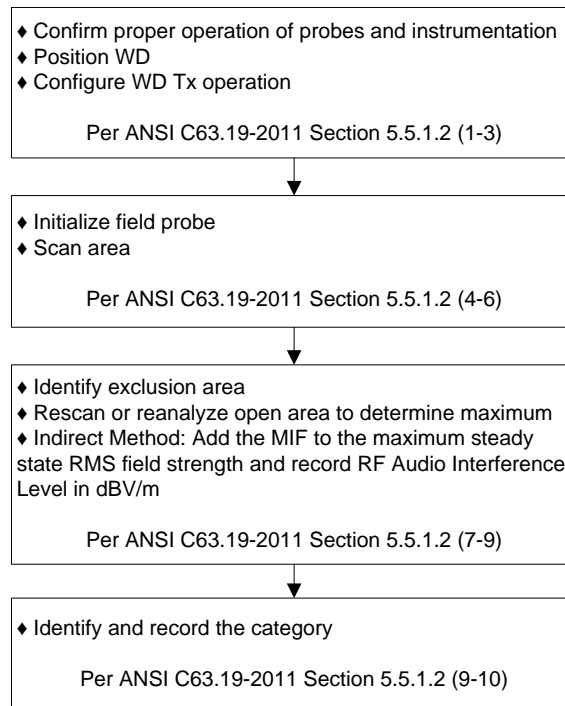 ♦ Confirm proper operation of probes and instrumentation
♦ Position WD
♦ Configure WD Tx operation
Per ANSI C63.19-2011 Section 5.5.1.2 (1-3)
♦ Initialize field probe
♦ Scan area
Per ANSI C63.19-2011 Section 5.5.1.2 (4-6)
♦ Identify exclusion area
♦ Rescan or reanalyze open area to determine maximum
♦ Indirect Method: Add the MIF to the maximum steady
state RMS field strength and record RF Audio Interference
Level in dBV/m
Per ANSI C63.19-2011 Section 5.5.1.2 (7-9)
♦ Identify and record the category
Per ANSI C63.19-2011 Section 5.5.1.2 (9-10)